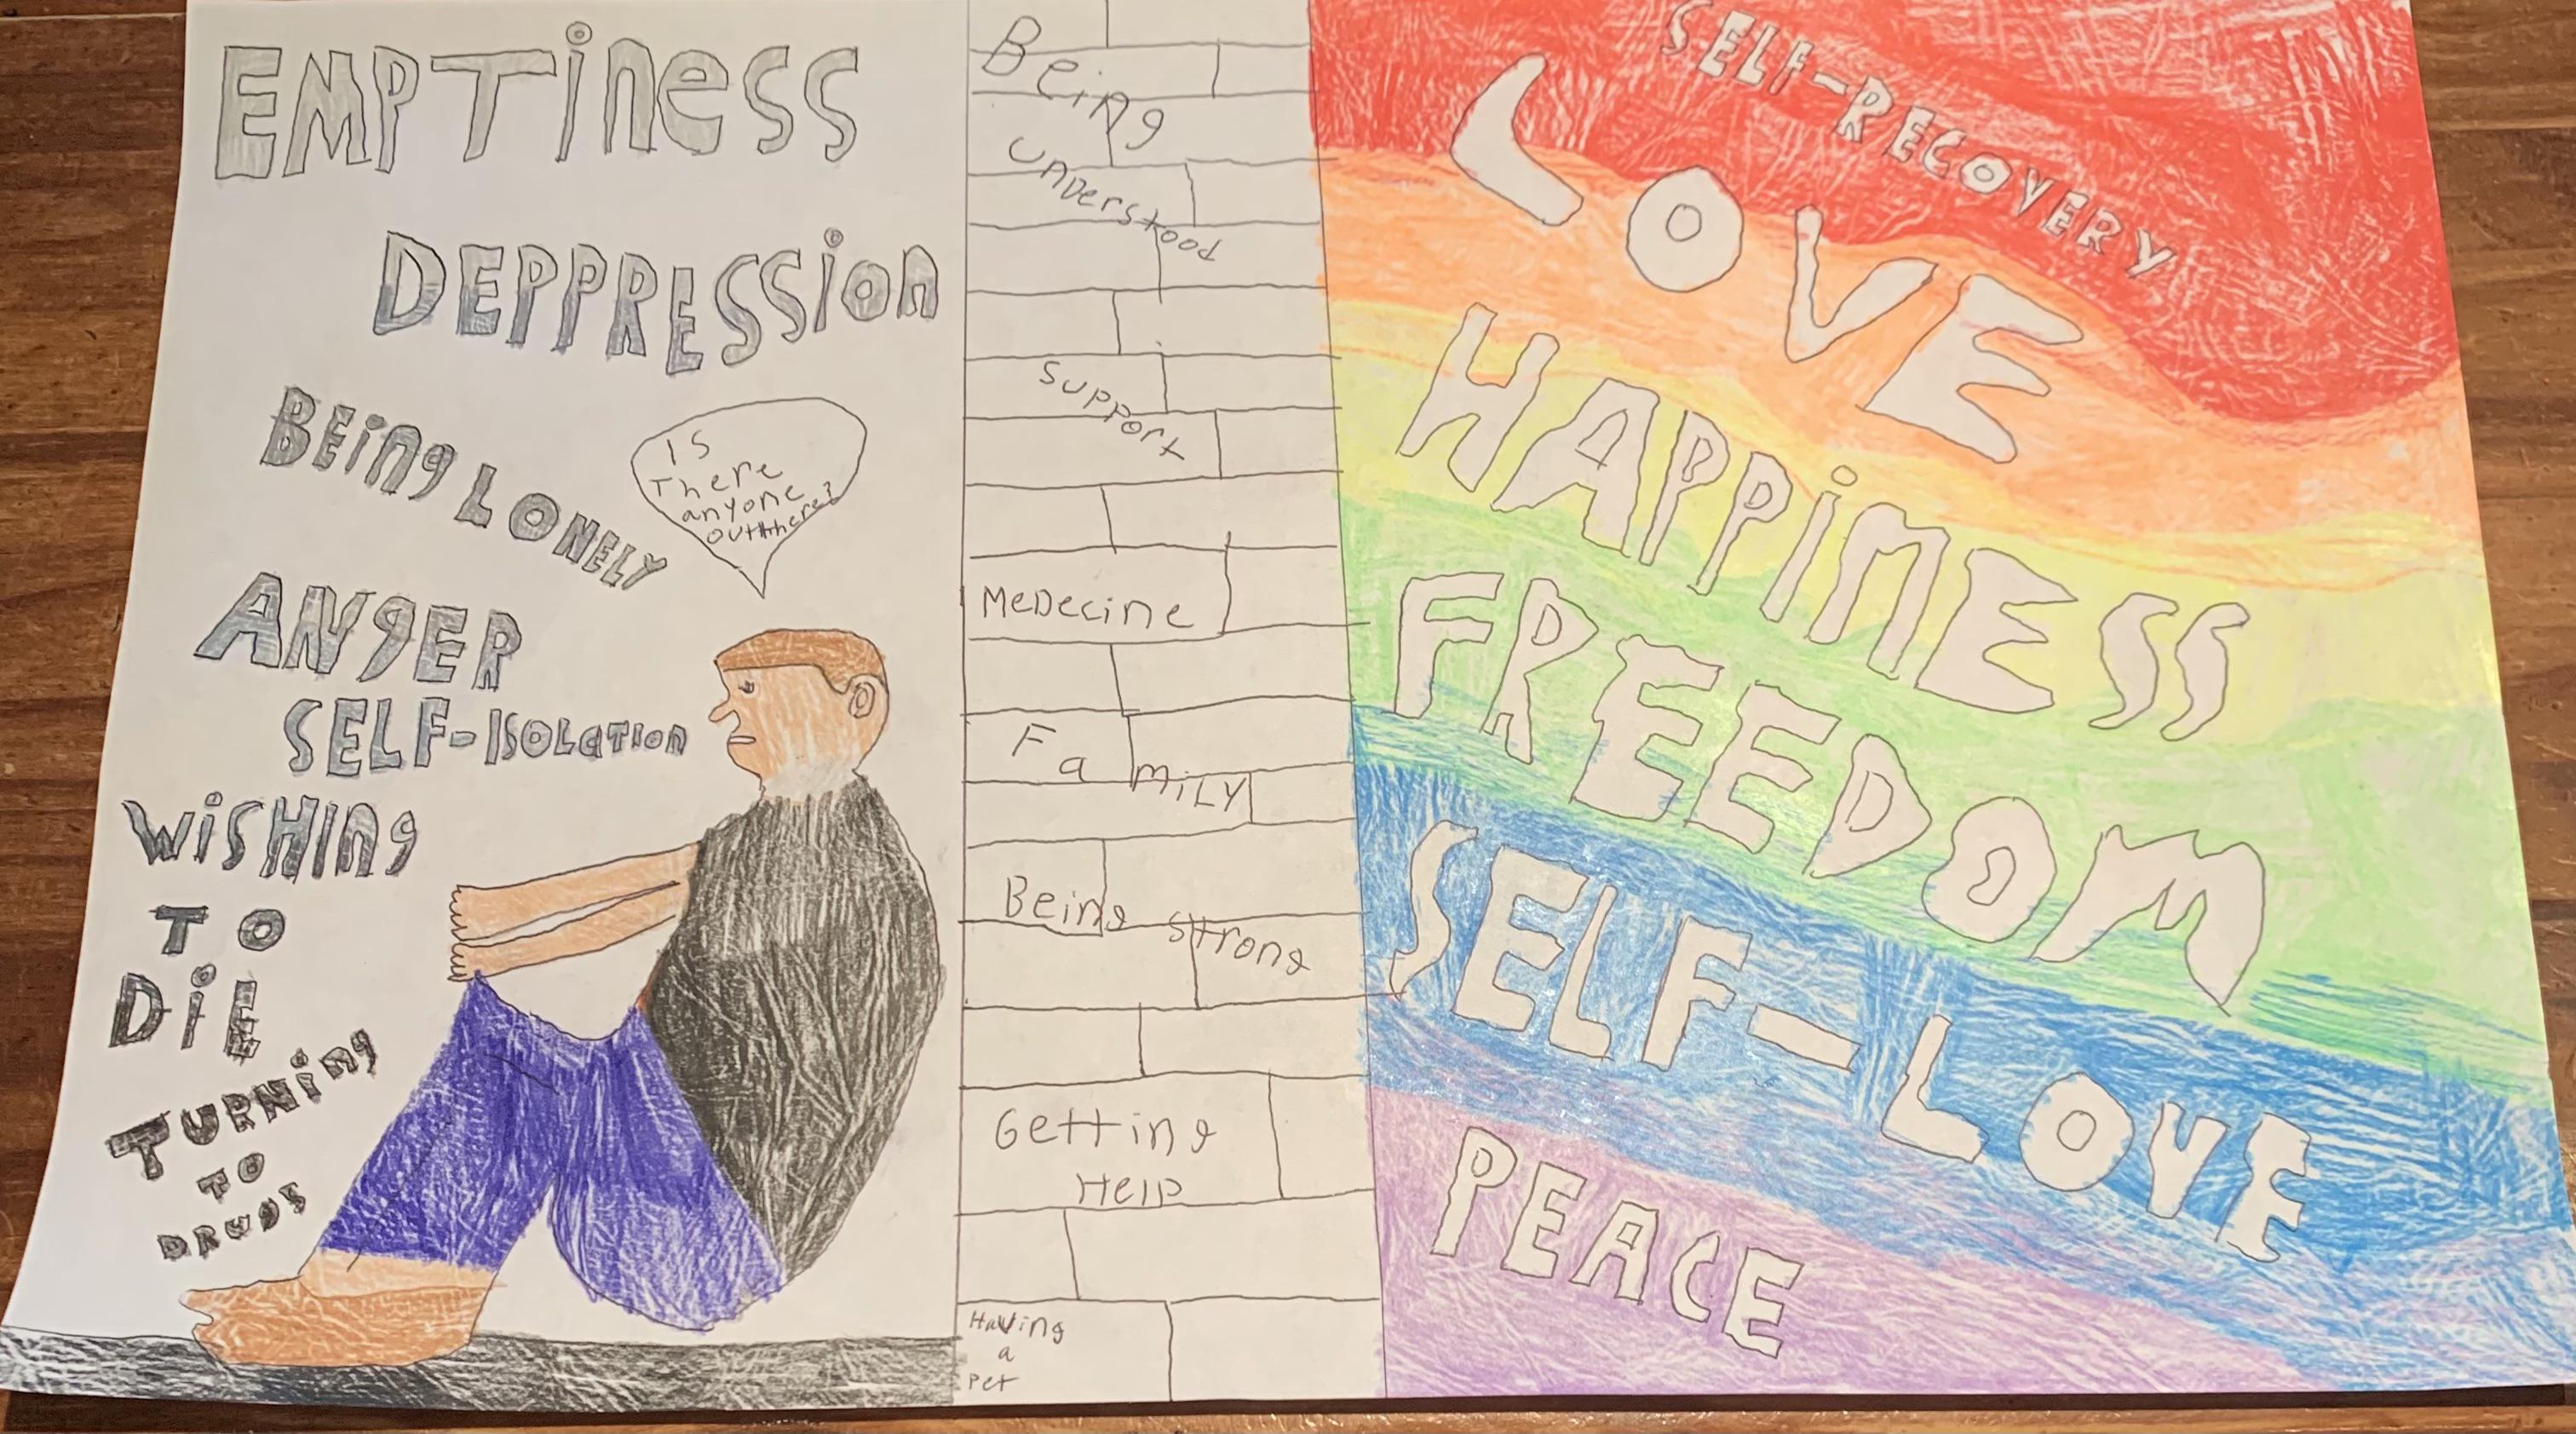 EMPTiness
DEPPRESSion
BEing LONELY
IS
There
anyone
outthere?
ANgER
SELF-ISOLaTION
WiSHINg
TO
DiE
TURNing
TO
DRUgS
Being
understood
support
MeDecine
FamiLY
Being strong
Getting
Help
Having
a
pet
SELF-RECOVERY
LOVE
HAPPiNESS
FREEDOM
SELF-LOVE
PEACE